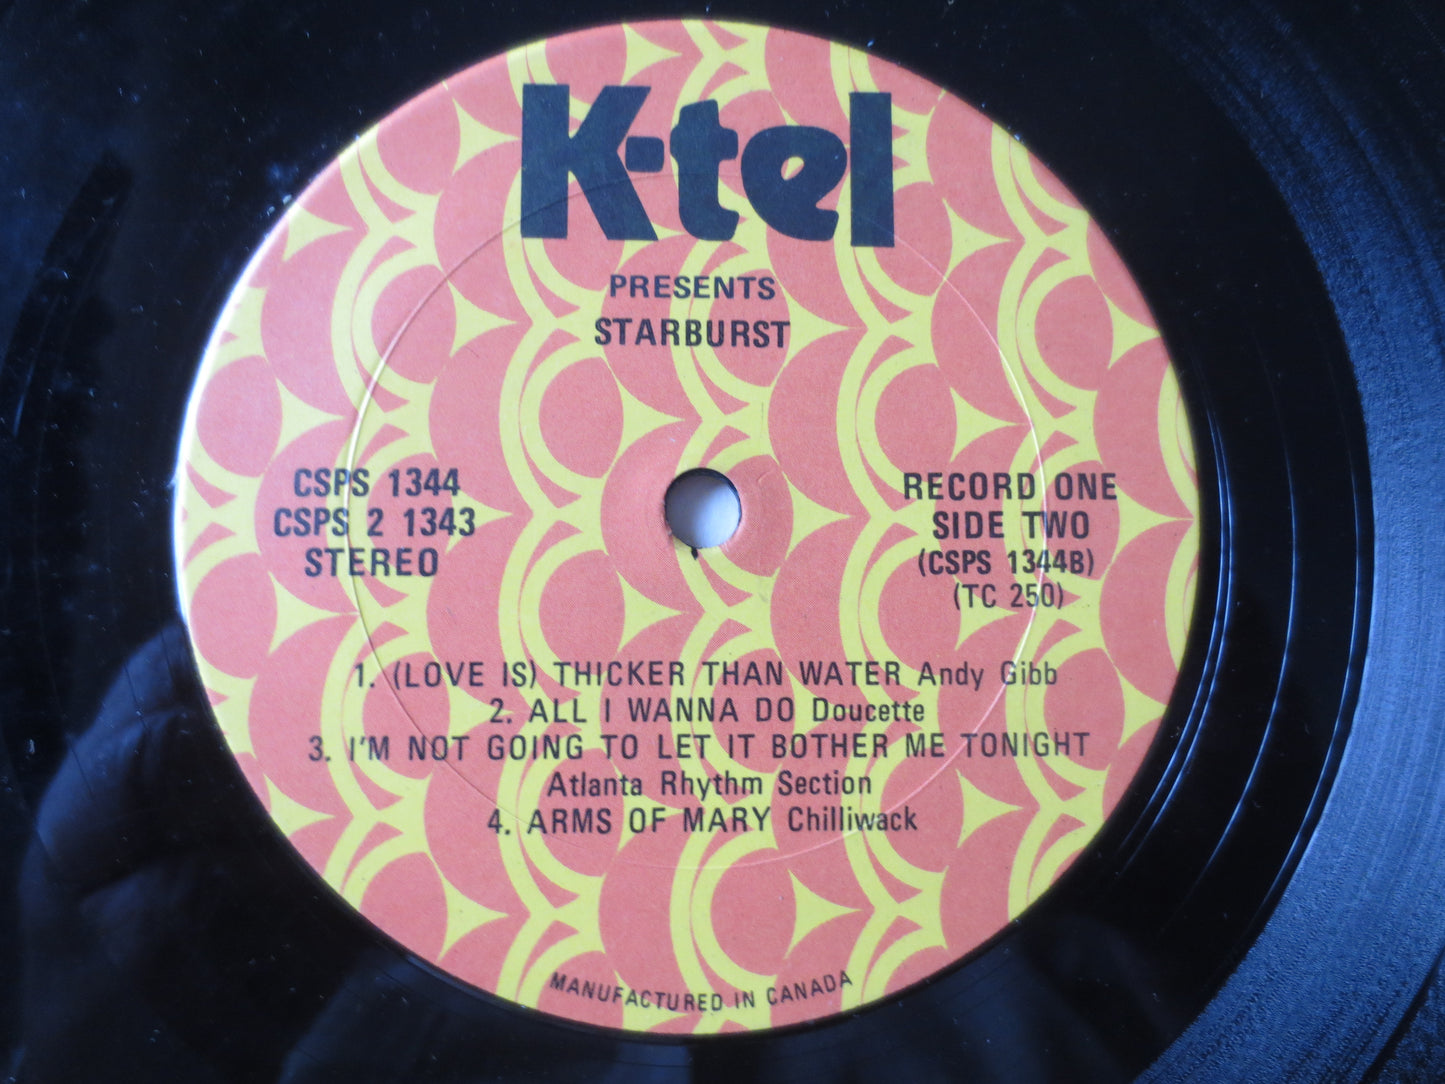 K-tel
PRESENTS
STARBURST
CSPS 1344
CSPS 2 1343
STEREO
RECORD ONE
SIDE TWO
(CSPS 1344B)
(TC 250)
1. (LOVE IS) THICKER THAN WATER Andy Gibb
2. ALL I WANNA DO Doucette
3. I'M NOT GOING TO LET IT BOTHER ME TONIGHT
Atlanta Rhythm Section
4. ARMS OF MARY Chilliwack
MANUFACTURED IN CANADA